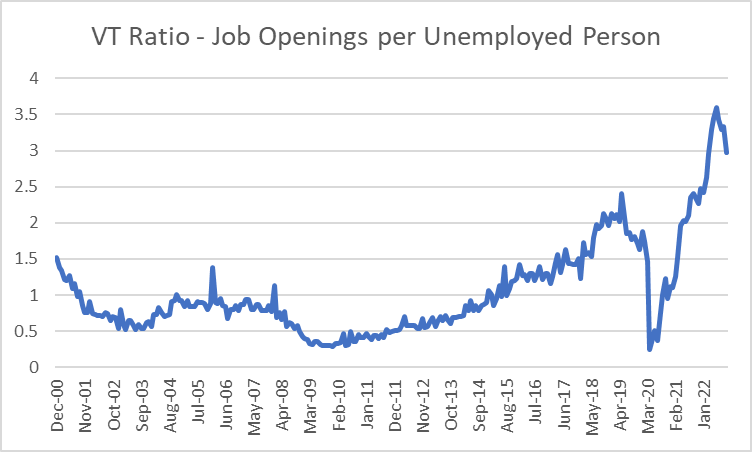 VT Ratio - Job Openings per Unemployed Person
4
3.5
3
2.5
2
1.5
1
0.5
0
Dec-00
Nov-01
Oct-02
Sep-03
Aug-04
Jul-05
Jun-06
May-07
Apr-08
Mar-09
Feb-10
Jan-11
Dec-11
Nov-12
Oct-13
Sep-14
Aug-15
Jul-16
Jun-17
May-18
Apr-19
Mar-20
Feb-21
Jan-22